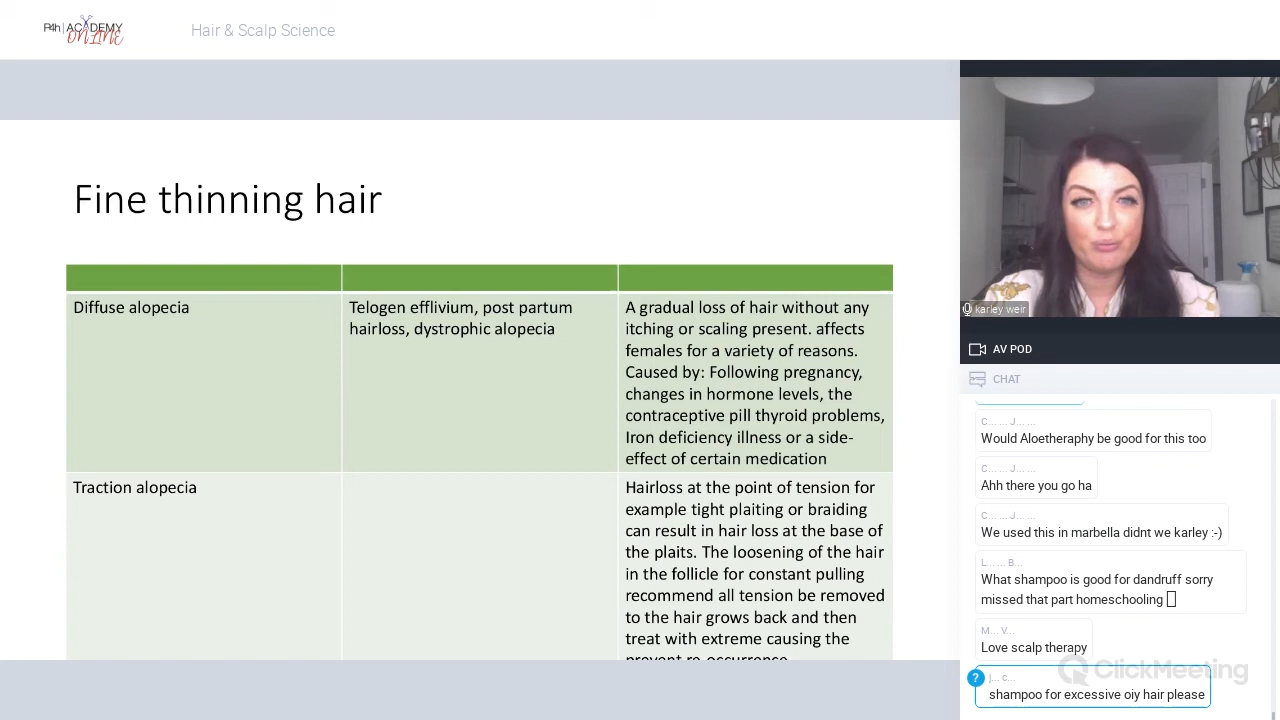 P4h | ACADEMY
ONLINE
Hair & Scalp Science
Fine thinning hair
Diffuse alopecia
Telogen efflivium, post partum
hairloss, dystrophic alopecia
A gradual loss of hair without any
itching or scaling present. affects
females for a variety of reasons.
Caused by: Following pregnancy,
changes in hormone levels, the
contraceptive pill thyroid problems,
Iron deficiency illness or a side-
effect of certain medication
Traction alopecia
Hairloss at the point of tension for
example tight plaiting or braiding
can result in hair loss at the base of
the plaits. The loosening of the hair
in the follicle for constant pulling
recommend all tension be removed
to the hair grows back and then
treat with extreme causing the
prevent re-occurrence
karley weir
AV POD
CHAT
C... ... J... ...
Would Aloetheraphy be good for this too
C... ... J... ...
Ahh there you go ha
C... ... J... ...
We used this in marbella didnt we karley :-)
L... ... B...
What shampoo is good for dandruff sorry
missed that part homeschooling
M... V...
Love scalp therapy
ClickMeeting
? j... c...
shampoo for excessive oiy hair please